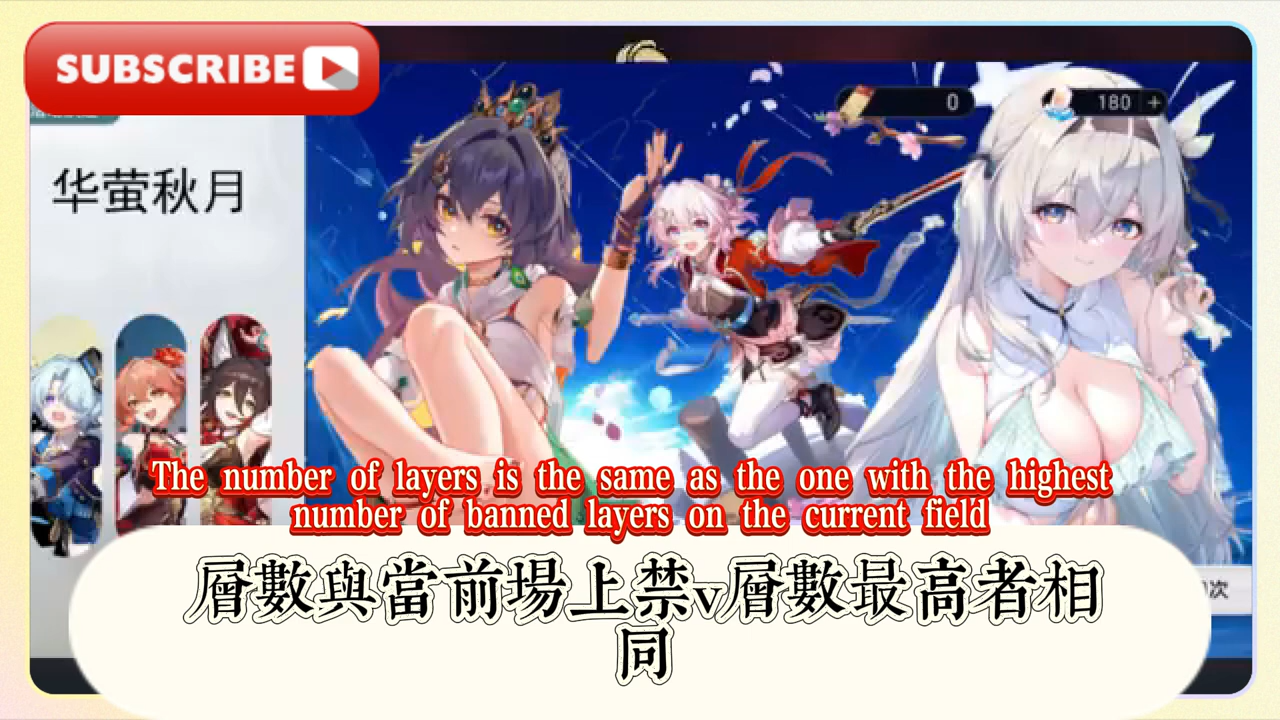 SUBSCRIBE
0
180 +
华萤秋月
The number of layers is the same as the one with the highest
number of banned layers on the current field
層數與當前場上禁v層數最高者相
同
次